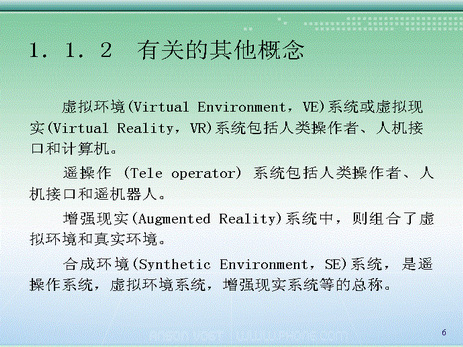 1．1．2 有关的其他概念
虚拟环境(Virtual Environment，VE)系统或虚拟现
实(Virtual Reality，VR)系统包括人类操作者、人机接
口和计算机。
遥操作 (Tele operator) 系统包括人类操作者、人
机接口和遥机器人。
增强现实(Augmented Reality)系统中，则组合了虚
拟环境和真实环境。
合成环境(Synthetic Environment，SE)系统，是遥
操作系统，虚拟环境系统，增强现实系统等的总称。
6